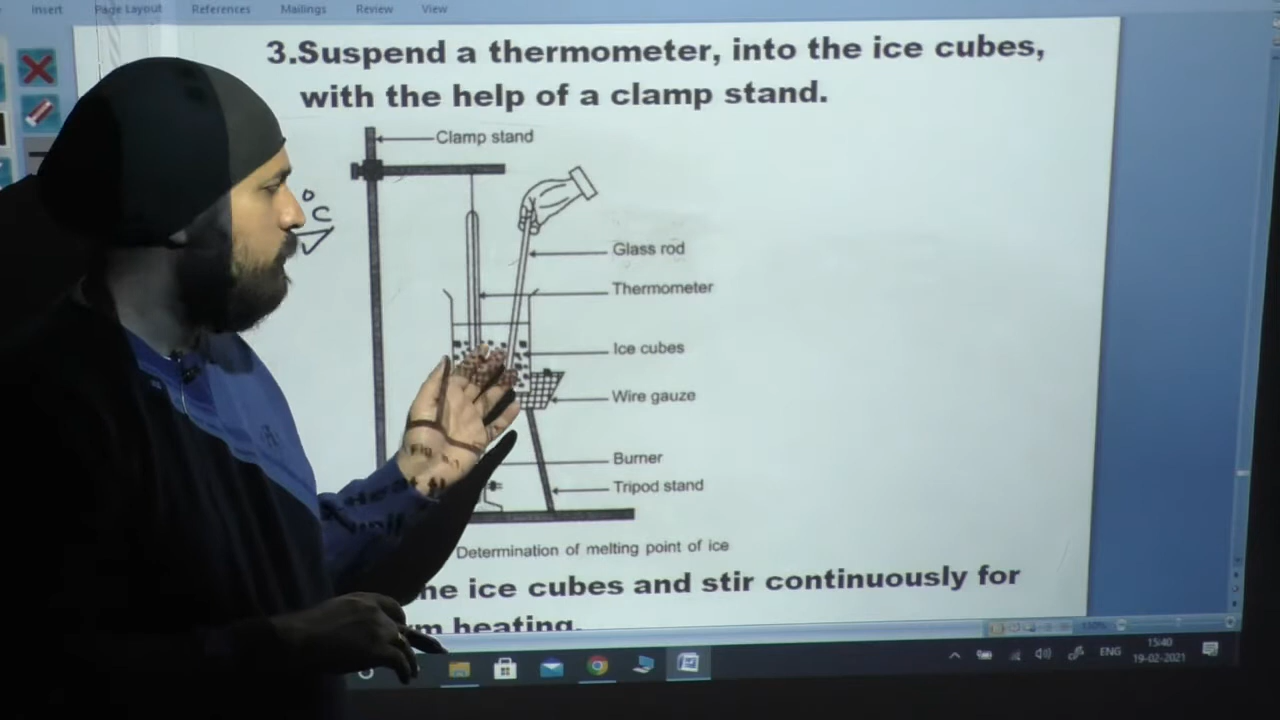 Insert Page Layout References Mailings Review View
3.Suspend a thermometer, into the ice cubes,
with the help of a clamp stand.
Clamp stand
°C
Glass rod
Thermometer
Ice cubes
Wire gauze
Burner
Tripod stand
Determination of melting point of ice
ice cubes and stir continuously for
heating.
130%
ENG
15:40
19-02-2021